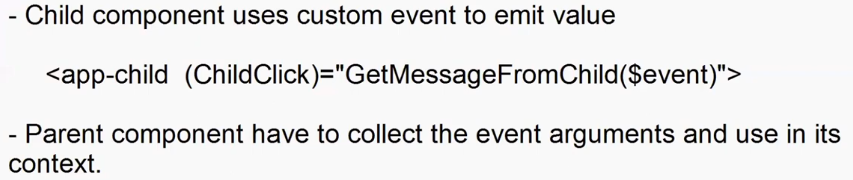 - Child component uses custom event to emit value
<app-child (ChildClick)="GetMessageFromChild($event)">
- Parent component have to collect the event arguments and use in its
context.